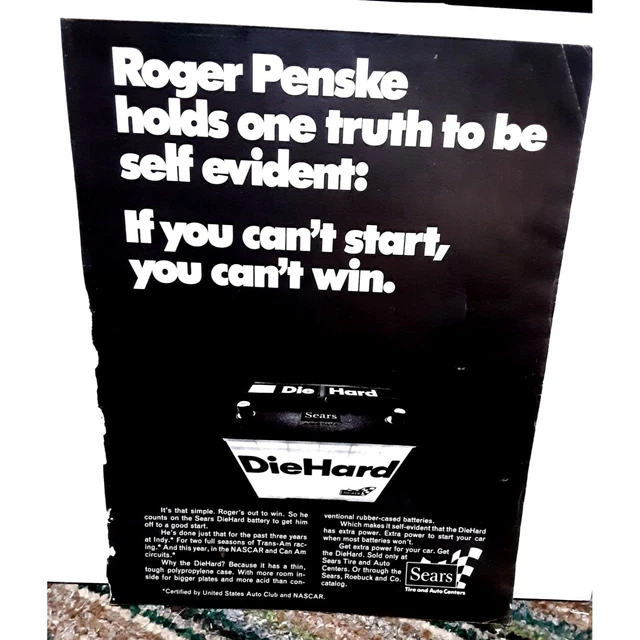 Roger Penske
holds one truth to be
self evident:
If you can't start,
you can't win.
Die Hard
Sears
DieHard
It's that simple. Roger's out to win. So he
counts on the Sears DieHard battery to get him
off to a good start.
He's done just that for the past three years
at Indy.* For two full seasons of Trans-Am rac-
ing.* And this year, in the NASCAR and Can Am
circuits.*
Why the DieHard? Because it has a thin,
tough polypropylene case. With more room in-
side for bigger plates and more acid than con-
ventional rubber-cased batteries.
Which makes it self-evident that the DieHard
has extra power. Extra power to start your car
when most batteries won't.
Get extra power for your car. Get
the DieHard. Sold only at
Sears Tire and Auto
Centers. Or through the
Sears, Roebuck and Co.
catalog.
Sears
Tire and Auto Centers
*Certified by United States Auto Club and NASCAR.